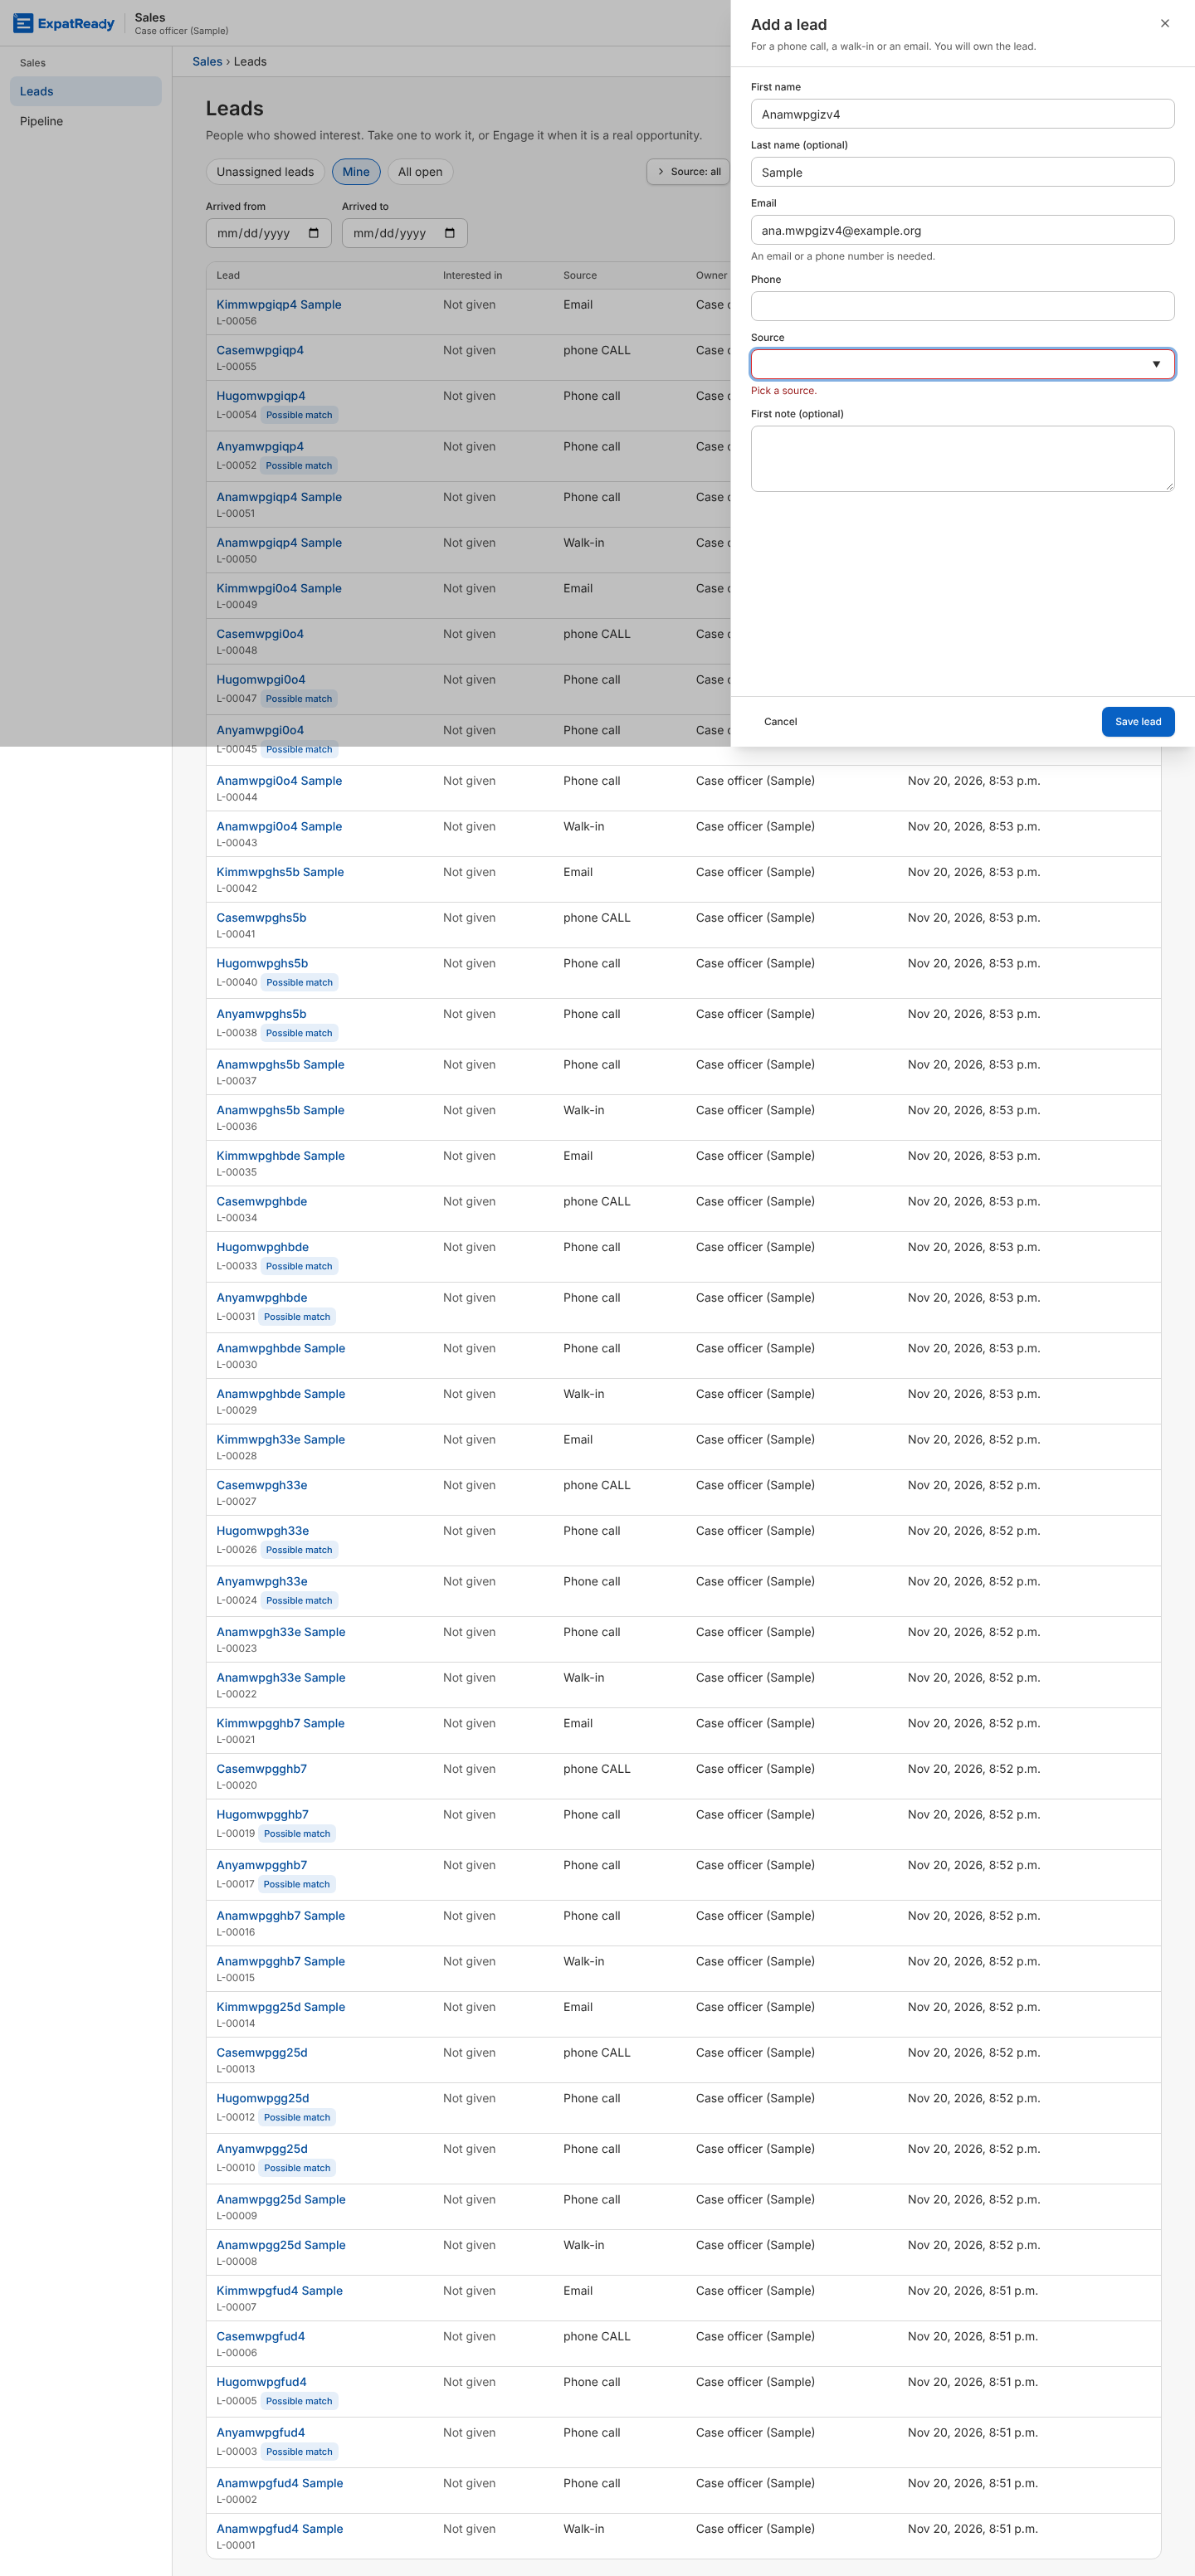 ExpatReady
Sales
Case officer (Sample)
Sales
Leads
Pipeline
Sales › Leads
Leads
People who showed interest. Take one to work it, or Engage it when it is a real opportunity.
Unassigned leads Mine All open
Source: all
Arrived from Arrived to
mm/dd/yyyy mm/dd/yyyy
Lead Interested in Source Owner
Kimmwpgiqp4 Sample Not given Email Case
L-00056
Casemwpgiqp4 Not given phone CALL Case
L-00055
Hugomwpgiqp4 Not given Phone call Case
L-00054 Possible match
Anyamwpgiqp4 Not given Phone call Case
L-00052 Possible match
Anamwpgiqp4 Sample Not given Phone call Case
L-00051
Anamwpgiqp4 Sample Not given Walk-in Case
L-00050
Kimmwpgi0o4 Sample Not given Email Case
L-00049
Casemwpgi0o4 Not given phone CALL Case
L-00048
Hugomwpgi0o4 Not given Phone call Case
L-00047 Possible match
Anyamwpgi0o4 Not given Phone call Case
L-00045 Possible match
Anamwpgi0o4 Sample Not given Phone call Case officer (Sample) Nov 20, 2026, 8:53 p.m.
L-00044
Anamwpgi0o4 Sample Not given Walk-in Case officer (Sample) Nov 20, 2026, 8:53 p.m.
L-00043
Kimmwpghs5b Sample Not given Email Case officer (Sample) Nov 20, 2026, 8:53 p.m.
L-00042
Casemwpghs5b Not given phone CALL Case officer (Sample) Nov 20, 2026, 8:53 p.m.
L-00041
Hugomwpghs5b Not given Phone call Case officer (Sample) Nov 20, 2026, 8:53 p.m.
L-00040 Possible match
Anyamwpghs5b Not given Phone call Case officer (Sample) Nov 20, 2026, 8:53 p.m.
L-00038 Possible match
Anamwpghs5b Sample Not given Phone call Case officer (Sample) Nov 20, 2026, 8:53 p.m.
L-00037
Anamwpghs5b Sample Not given Walk-in Case officer (Sample) Nov 20, 2026, 8:53 p.m.
L-00036
Kimmwpghbde Sample Not given Email Case officer (Sample) Nov 20, 2026, 8:53 p.m.
L-00035
Casemwpghbde Not given phone CALL Case officer (Sample) Nov 20, 2026, 8:53 p.m.
L-00034
Hugomwpghbde Not given Phone call Case officer (Sample) Nov 20, 2026, 8:53 p.m.
L-00033 Possible match
Anyamwpghbde Not given Phone call Case officer (Sample) Nov 20, 2026, 8:53 p.m.
L-00031 Possible match
Anamwpghbde Sample Not given Phone call Case officer (Sample) Nov 20, 2026, 8:53 p.m.
L-00030
Anamwpghbde Sample Not given Walk-in Case officer (Sample) Nov 20, 2026, 8:53 p.m.
L-00029
Kimmwpgh33e Sample Not given Email Case officer (Sample) Nov 20, 2026, 8:52 p.m.
L-00028
Casemwpgh33e Not given phone CALL Case officer (Sample) Nov 20, 2026, 8:52 p.m.
L-00027
Hugomwpgh33e Not given Phone call Case officer (Sample) Nov 20, 2026, 8:52 p.m.
L-00026 Possible match
Anyamwpgh33e Not given Phone call Case officer (Sample) Nov 20, 2026, 8:52 p.m.
L-00024 Possible match
Anamwpgh33e Sample Not given Phone call Case officer (Sample) Nov 20, 2026, 8:52 p.m.
L-00023
Anamwpgh33e Sample Not given Walk-in Case officer (Sample) Nov 20, 2026, 8:52 p.m.
L-00022
Kimmwpgghb7 Sample Not given Email Case officer (Sample) Nov 20, 2026, 8:52 p.m.
L-00021
Casemwpgghb7 Not given phone CALL Case officer (Sample) Nov 20, 2026, 8:52 p.m.
L-00020
Hugomwpgghb7 Not given Phone call Case officer (Sample) Nov 20, 2026, 8:52 p.m.
L-00019 Possible match
Anyamwpgghb7 Not given Phone call Case officer (Sample) Nov 20, 2026, 8:52 p.m.
L-00017 Possible match
Anamwpgghb7 Sample Not given Phone call Case officer (Sample) Nov 20, 2026, 8:52 p.m.
L-00016
Anamwpgghb7 Sample Not given Walk-in Case officer (Sample) Nov 20, 2026, 8:52 p.m.
L-00015
Kimmwpgg25d Sample Not given Email Case officer (Sample) Nov 20, 2026, 8:52 p.m.
L-00014
Casemwpgg25d Not given phone CALL Case officer (Sample) Nov 20, 2026, 8:52 p.m.
L-00013
Hugomwpgg25d Not given Phone call Case officer (Sample) Nov 20, 2026, 8:52 p.m.
L-00012 Possible match
Anyamwpgg25d Not given Phone call Case officer (Sample) Nov 20, 2026, 8:52 p.m.
L-00010 Possible match
Anamwpgg25d Sample Not given Phone call Case officer (Sample) Nov 20, 2026, 8:52 p.m.
L-00009
Anamwpgg25d Sample Not given Walk-in Case officer (Sample) Nov 20, 2026, 8:52 p.m.
L-00008
Kimmwpgfud4 Sample Not given Email Case officer (Sample) Nov 20, 2026, 8:51 p.m.
L-00007
Casemwpgfud4 Not given phone CALL Case officer (Sample) Nov 20, 2026, 8:51 p.m.
L-00006
Hugomwpgfud4 Not given Phone call Case officer (Sample) Nov 20, 2026, 8:51 p.m.
L-00005 Possible match
Anyamwpgfud4 Not given Phone call Case officer (Sample) Nov 20, 2026, 8:51 p.m.
L-00003 Possible match
Anamwpgfud4 Sample Not given Phone call Case officer (Sample) Nov 20, 2026, 8:51 p.m.
L-00002
Anamwpgfud4 Sample Not given Walk-in Case officer (Sample) Nov 20, 2026, 8:51 p.m.
L-00001
Add a lead
For a phone call, a walk-in or an email. You will own the lead.
First name
Anamwpgizv4
Last name (optional)
Sample
Email
ana.mwpgizv4@example.org
An email or a phone number is needed.
Phone
Source
Pick a source.
First note (optional)
Cancel Save lead